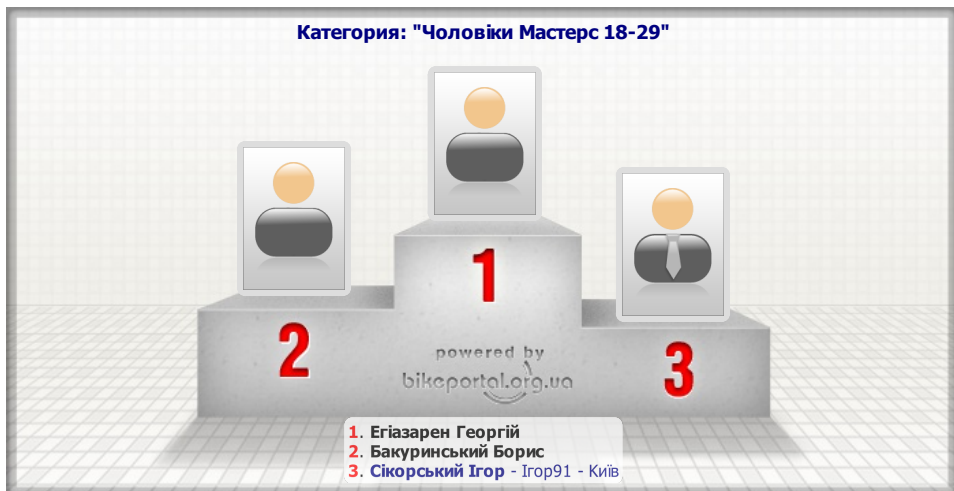 Категория: "Чоловіки Мастерс 18-29"
1
2
3
powered by
bikeportal.org.ua
1. Егіазарен Георгій
2. Бакуринський Борис
3. Сікорський Ігор - Ігор91 - Київ